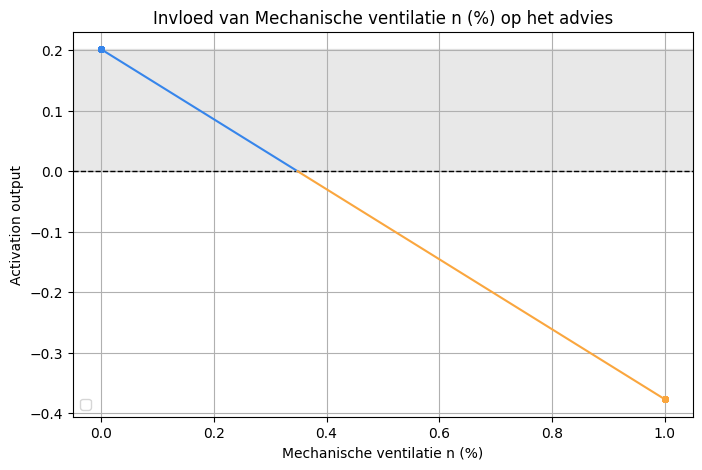 Invloed van Mechanische ventilatie n (%) op het advies
Activation output
0.2
0.1
0.0
−0.1
−0.2
−0.3
−0.4
0.0 0.2 0.4 0.6 0.8 1.0
Mechanische ventilatie n (%)